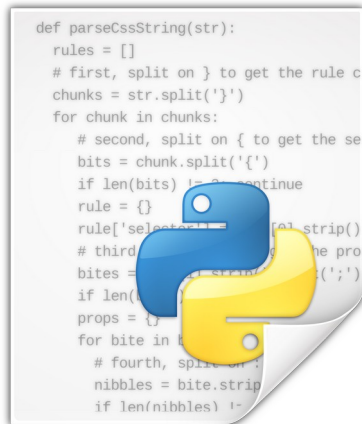 def parseCssString(str):
rules = []
# first, split on } to get the rule c
chunks = str.split('}')
for chunk in chunks:
# second, split on { to get the se
bits = chunk.split('{')
if len(bits) != 2: continue
rule = {}
rule['selector'] = strip()
# third he pro
bites = strip (';')
if len(
props = {}
for bite in b
# fourth, split on :
nibbles = bite.strip
if len(nibbles) !=